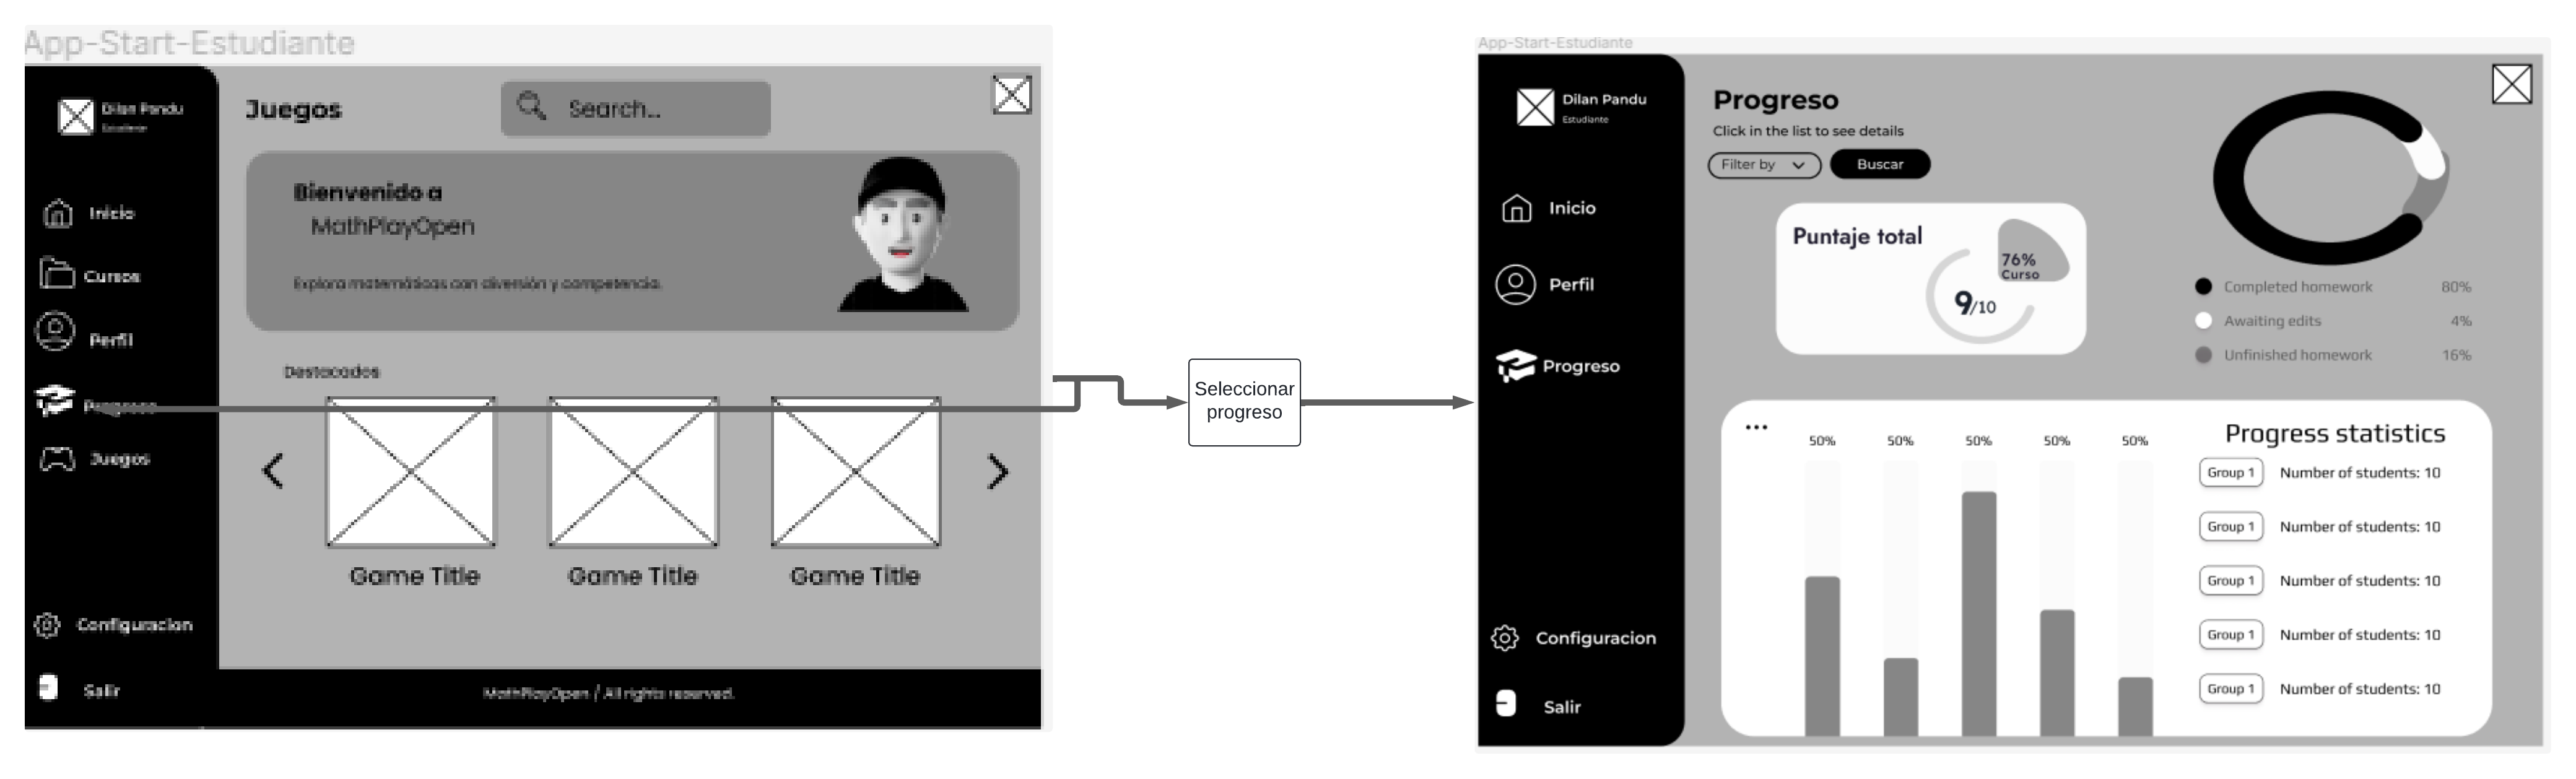 App-Start-Estudiante
Dilan Pandu
Estudiante
Inicio
Cursos
Perfil
Progreso
Juegos
Configuracion
Salir
Juegos
Search...
Bienvenido a
MathPlayOpen
Explora matemáticas con diversión y competencia.
Destacados
Game Title
Game Title
Game Title
MathPlayOpen / All rights reserved.
Seleccionar
progreso
App-Start-Estudiante
Dilan Pandu
Estudiante
Inicio
Perfil
Progreso
Configuracion
Salir
Progreso
Click in the list to see details
Filter by
Buscar
Puntaje total
76%
Curso
9/10
Completed homework 80%
Awaiting edits 4%
Unfinished homework 16%
...
50% 50% 50% 50% 50%
Progress statistics
Group 1 Number of students: 10
Group 1 Number of students: 10
Group 1 Number of students: 10
Group 1 Number of students: 10
Group 1 Number of students: 10